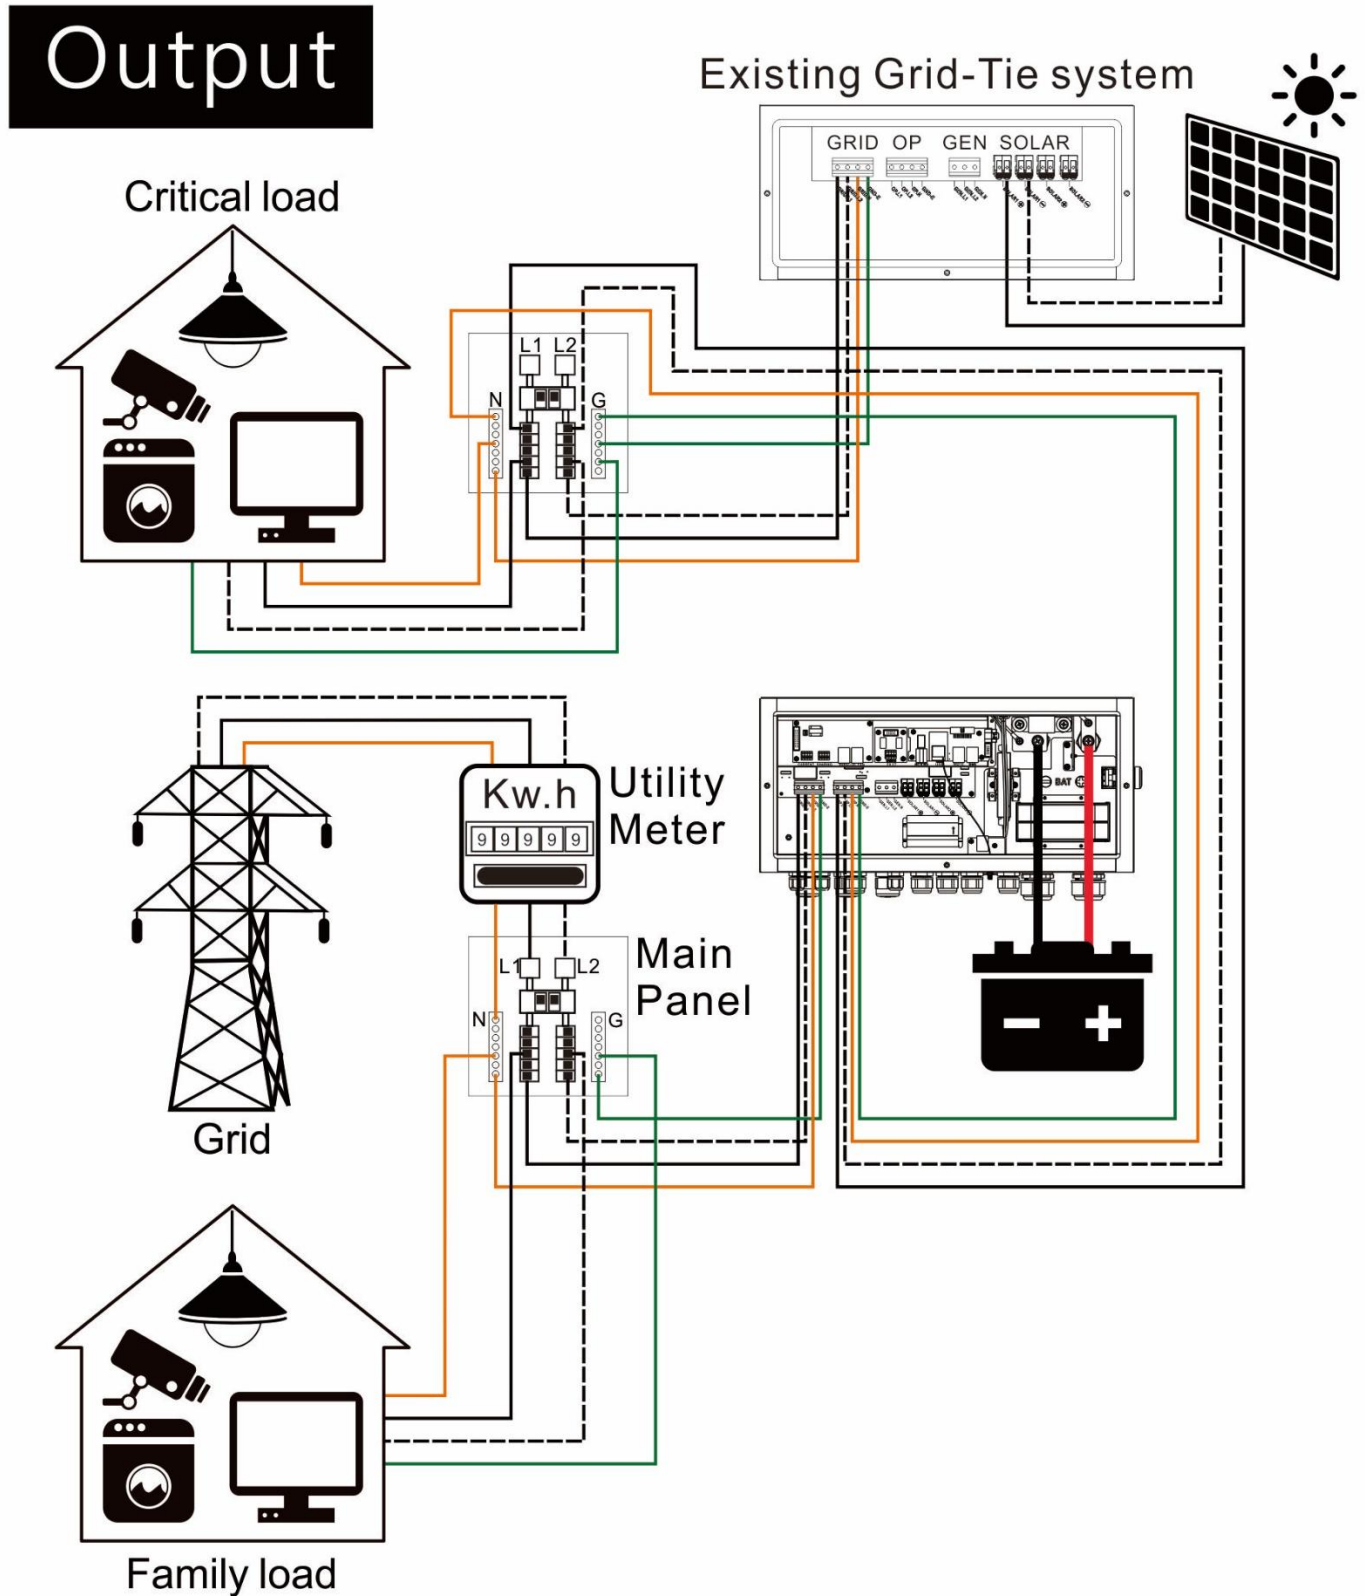 Output
Existing Grid-Tie system
GRID OP GEN SOLAR
Critical load
L1 L2
N G
Kw.h
9 9 9 9 9
Utility
Meter
BAT
Main
Panel
L1 L2
N G
Grid
Family load